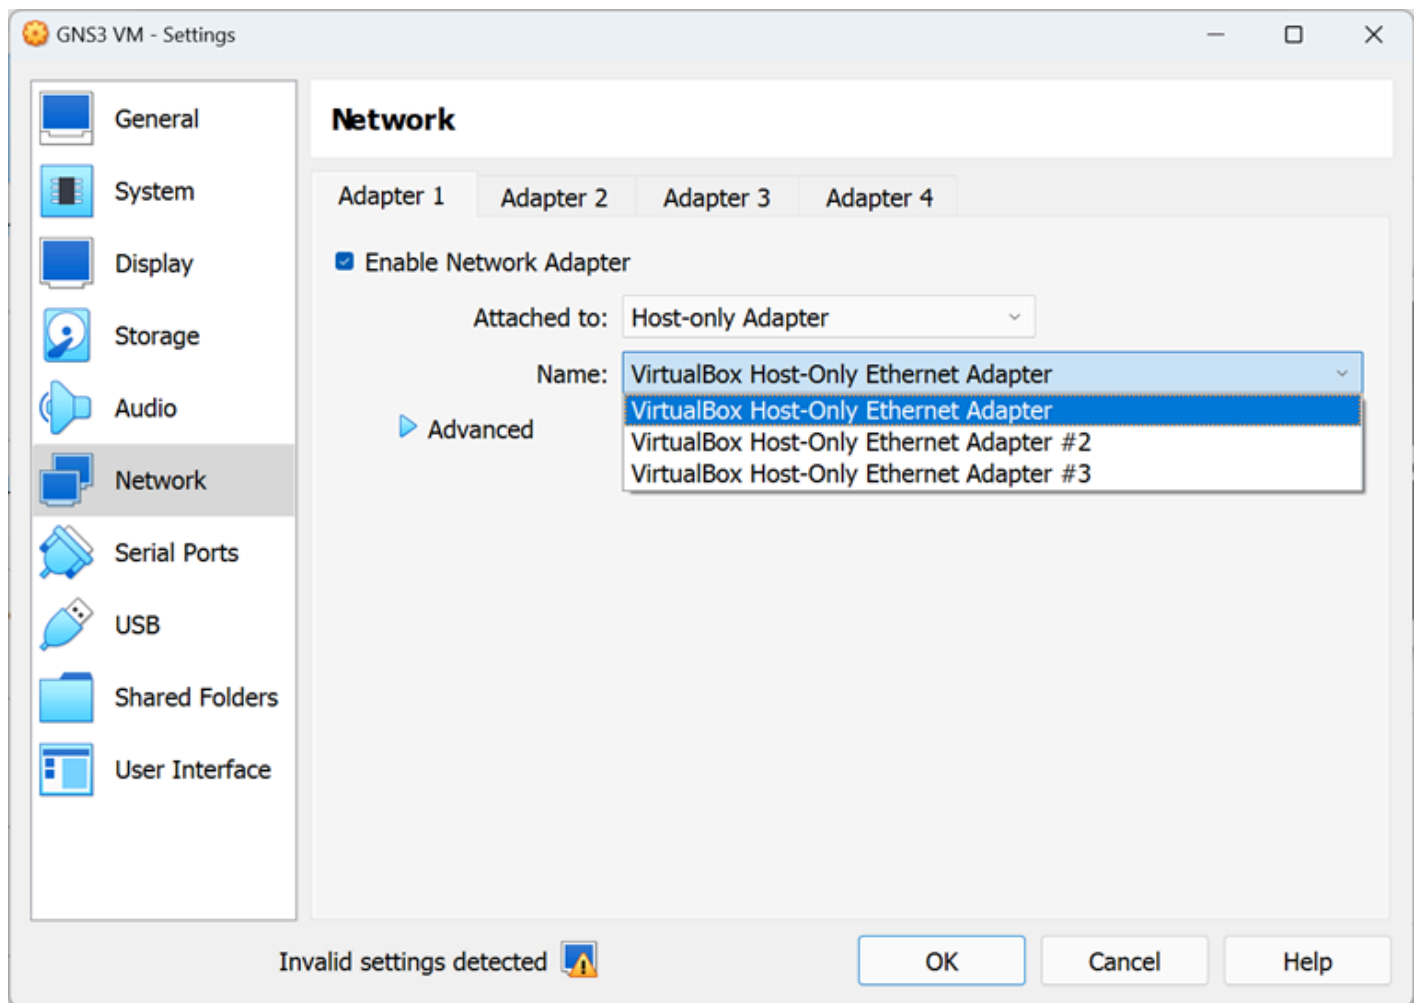 GNS3 VM - Settings
General
System
Display
Storage
Audio
Network
Serial Ports
USB
Shared Folders
User Interface
Network
Adapter 1 Adapter 2 Adapter 3 Adapter 4
Enable Network Adapter
Attached to: Host-only Adapter
Name: VirtualBox Host-Only Ethernet Adapter
VirtualBox Host-Only Ethernet Adapter
VirtualBox Host-Only Ethernet Adapter #2
VirtualBox Host-Only Ethernet Adapter #3
Advanced
Invalid settings detected
OK Cancel Help